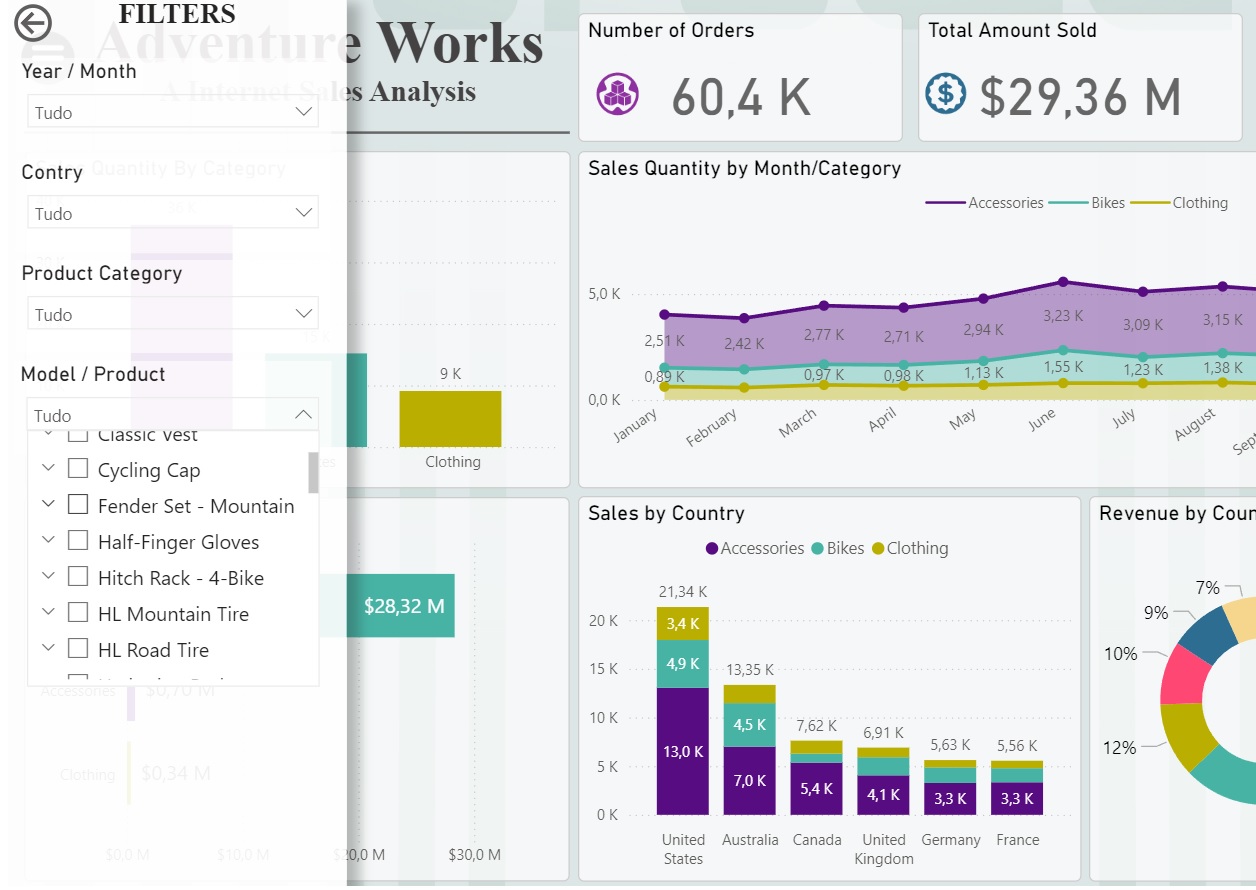 FILTERS
Adventure Works
A Internet Sales Analysis
Year / Month
Tudo
Contry
Tudo
Product Category
Tudo
Model / Product
Tudo
Classic Vest
Cycling Cap
Fender Set - Mountain
Half-Finger Gloves
Hitch Rack - 4-Bike
HL Mountain Tire
HL Road Tire
Number of Orders
60,4 K
Total Amount Sold
$29,36 M
Sales Quantity By Category
9 K
Clothing
Sales Quantity by Month/Category
Accessories Bikes Clothing
5,0 K
0,0 K
2,51 K
2,42 K
2,77 K
2,71 K
2,94 K
3,23 K
3,09 K
3,15 K
0,89 K
0,97 K
0,98 K
1,13 K
1,55 K
1,23 K
1,38 K
January
February
March
April
May
June
July
August
Sept
$28,32 M
Accessories
$0,70 M
Clothing
$0,34 M
$0,0 M
$10,0 M
$20,0 M
$30,0 M
Sales by Country
Accessories Bikes Clothing
20 K
15 K
10 K
5 K
0 K
21,34 K
3,4 K
4,9 K
13,0 K
13,35 K
4,5 K
7,0 K
7,62 K
5,4 K
6,91 K
4,1 K
5,63 K
3,3 K
5,56 K
3,3 K
United States
Australia
Canada
United Kingdom
Germany
France
Revenue by Coun
7%
9%
10%
12%